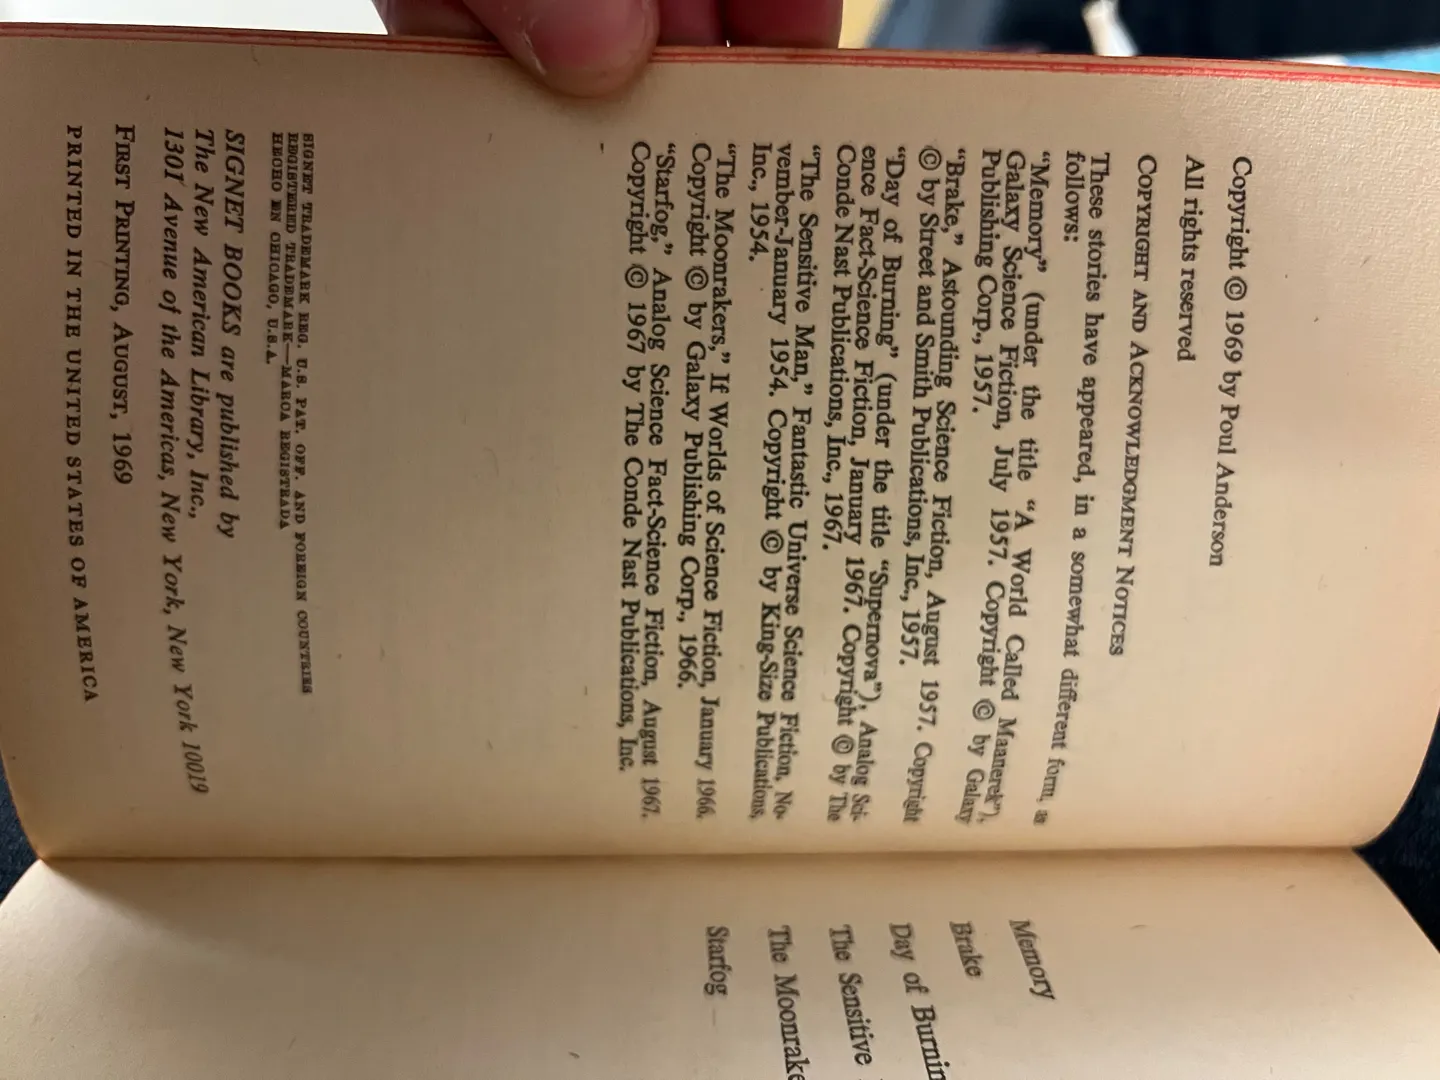 Copyright © 1969 by Poul Anderson
All rights reserved
COPYRIGHT AND ACKNOWLEDGMENT NOTICES
These stories have appeared, in a somewhat different form, as
follows:
“Memory” (under the title “A World Called Maanerek”),
Galaxy Science Fiction, July 1957. Copyright © by Galaxy
Publishing Corp., 1957.
“Brake,” Astounding Science Fiction, August 1957. Copyright
© by Street and Smith Publications, Inc., 1957.
“Day of Burning” (under the title “Supernova”), Analog Sci-
ence Fact-Science Fiction, January 1967. Copyright © by The
Conde Nast Publications, Inc., 1967.
“The Sensitive Man,” Fantastic Universe Science Fiction, No-
vember-January 1954. Copyright © by King-Size Publications,
Inc., 1954.
“The Moonrakers,” If Worlds of Science Fiction, January 1966.
Copyright © by Galaxy Publishing Corp., 1966.
“Starfog,” Analog Science Fact-Science Fiction, August 1967.
Copyright © 1967 by The Conde Nast Publications, Inc.
SIGNET TRADEMARK REG. U.S. PAT. OFF. AND FOREIGN COUNTRIES
REGISTERED TRADEMARK—MARCA REGISTRADA
HECHO EN CHICAGO, U.S.A.
SIGNET BOOKS are published by
The New American Library, Inc.,
1301 Avenue of the Americas, New York, New York 10019
FIRST PRINTING, AUGUST, 1969
PRINTED IN THE UNITED STATES OF AMERICA
Memory
Brake
Day of Burnin
The Sensitive
The Moonrake
Starfog